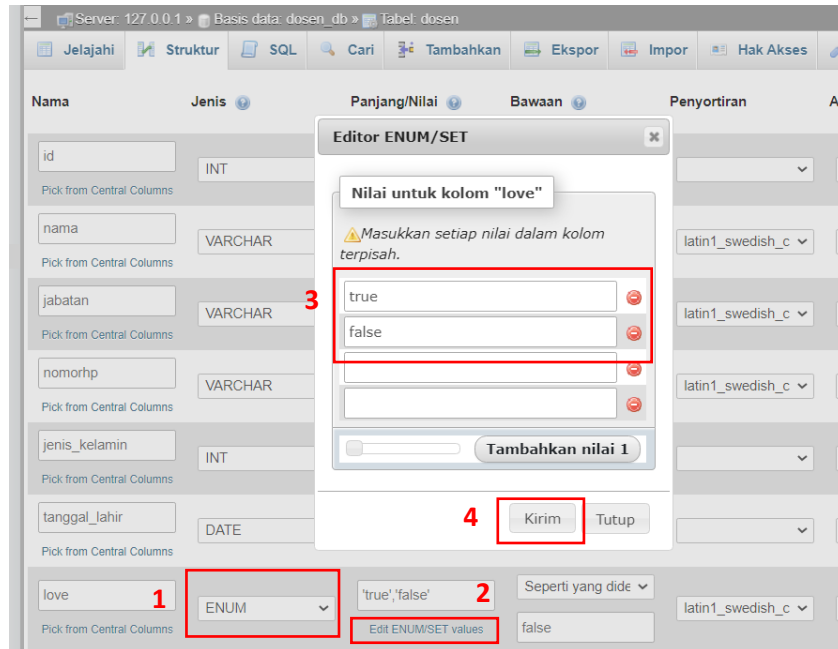 Server: 127.0.0.1 » Basis data: dosen_db » Tabel: dosen
Jelajahi Struktur SQL Cari Tambahkan Ekspor Impor Hak Akses
Nama Jenis Panjang/Nilai Bawaan Penyortiran A
Editor ENUM/SET
id INT
Pick from Central Columns
Nilai untuk kolom "love"
nama VARCHAR latin1_swedish_c
Masukkan setiap nilai dalam kolom
terpisah.
Pick from Central Columns
3 true
jabatan VARCHAR latin1_swedish_c
false
Pick from Central Columns
nomorhp VARCHAR latin1_swedish_c
Pick from Central Columns
jenis_kelamin INT
Tambahkan nilai 1
Pick from Central Columns
tanggal_lahir DATE
4 Kirim Tutup
Pick from Central Columns
love 1 ENUM 'true','false' 2 Seperti yang dide latin1_swedish_c
Pick from Central Columns Edit ENUM/SET values false